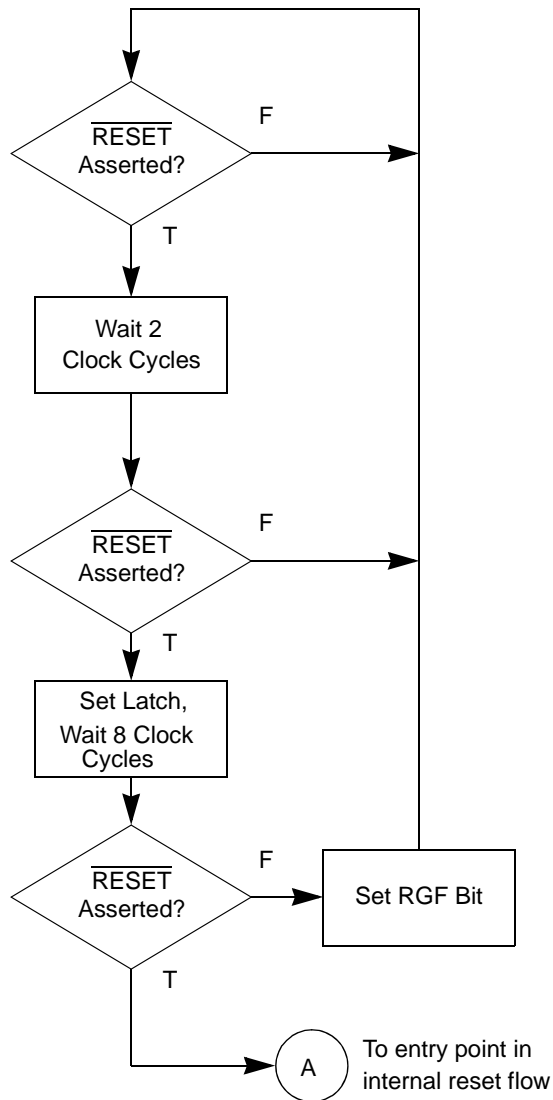 RESET
Asserted?
F
T
Wait 2
Clock Cycles
RESET
Asserted?
F
T
Set Latch,
Wait 8 Clock
Cycles
RESET
Asserted?
F
Set RGF Bit
T
A
To entry point in
internal reset flow